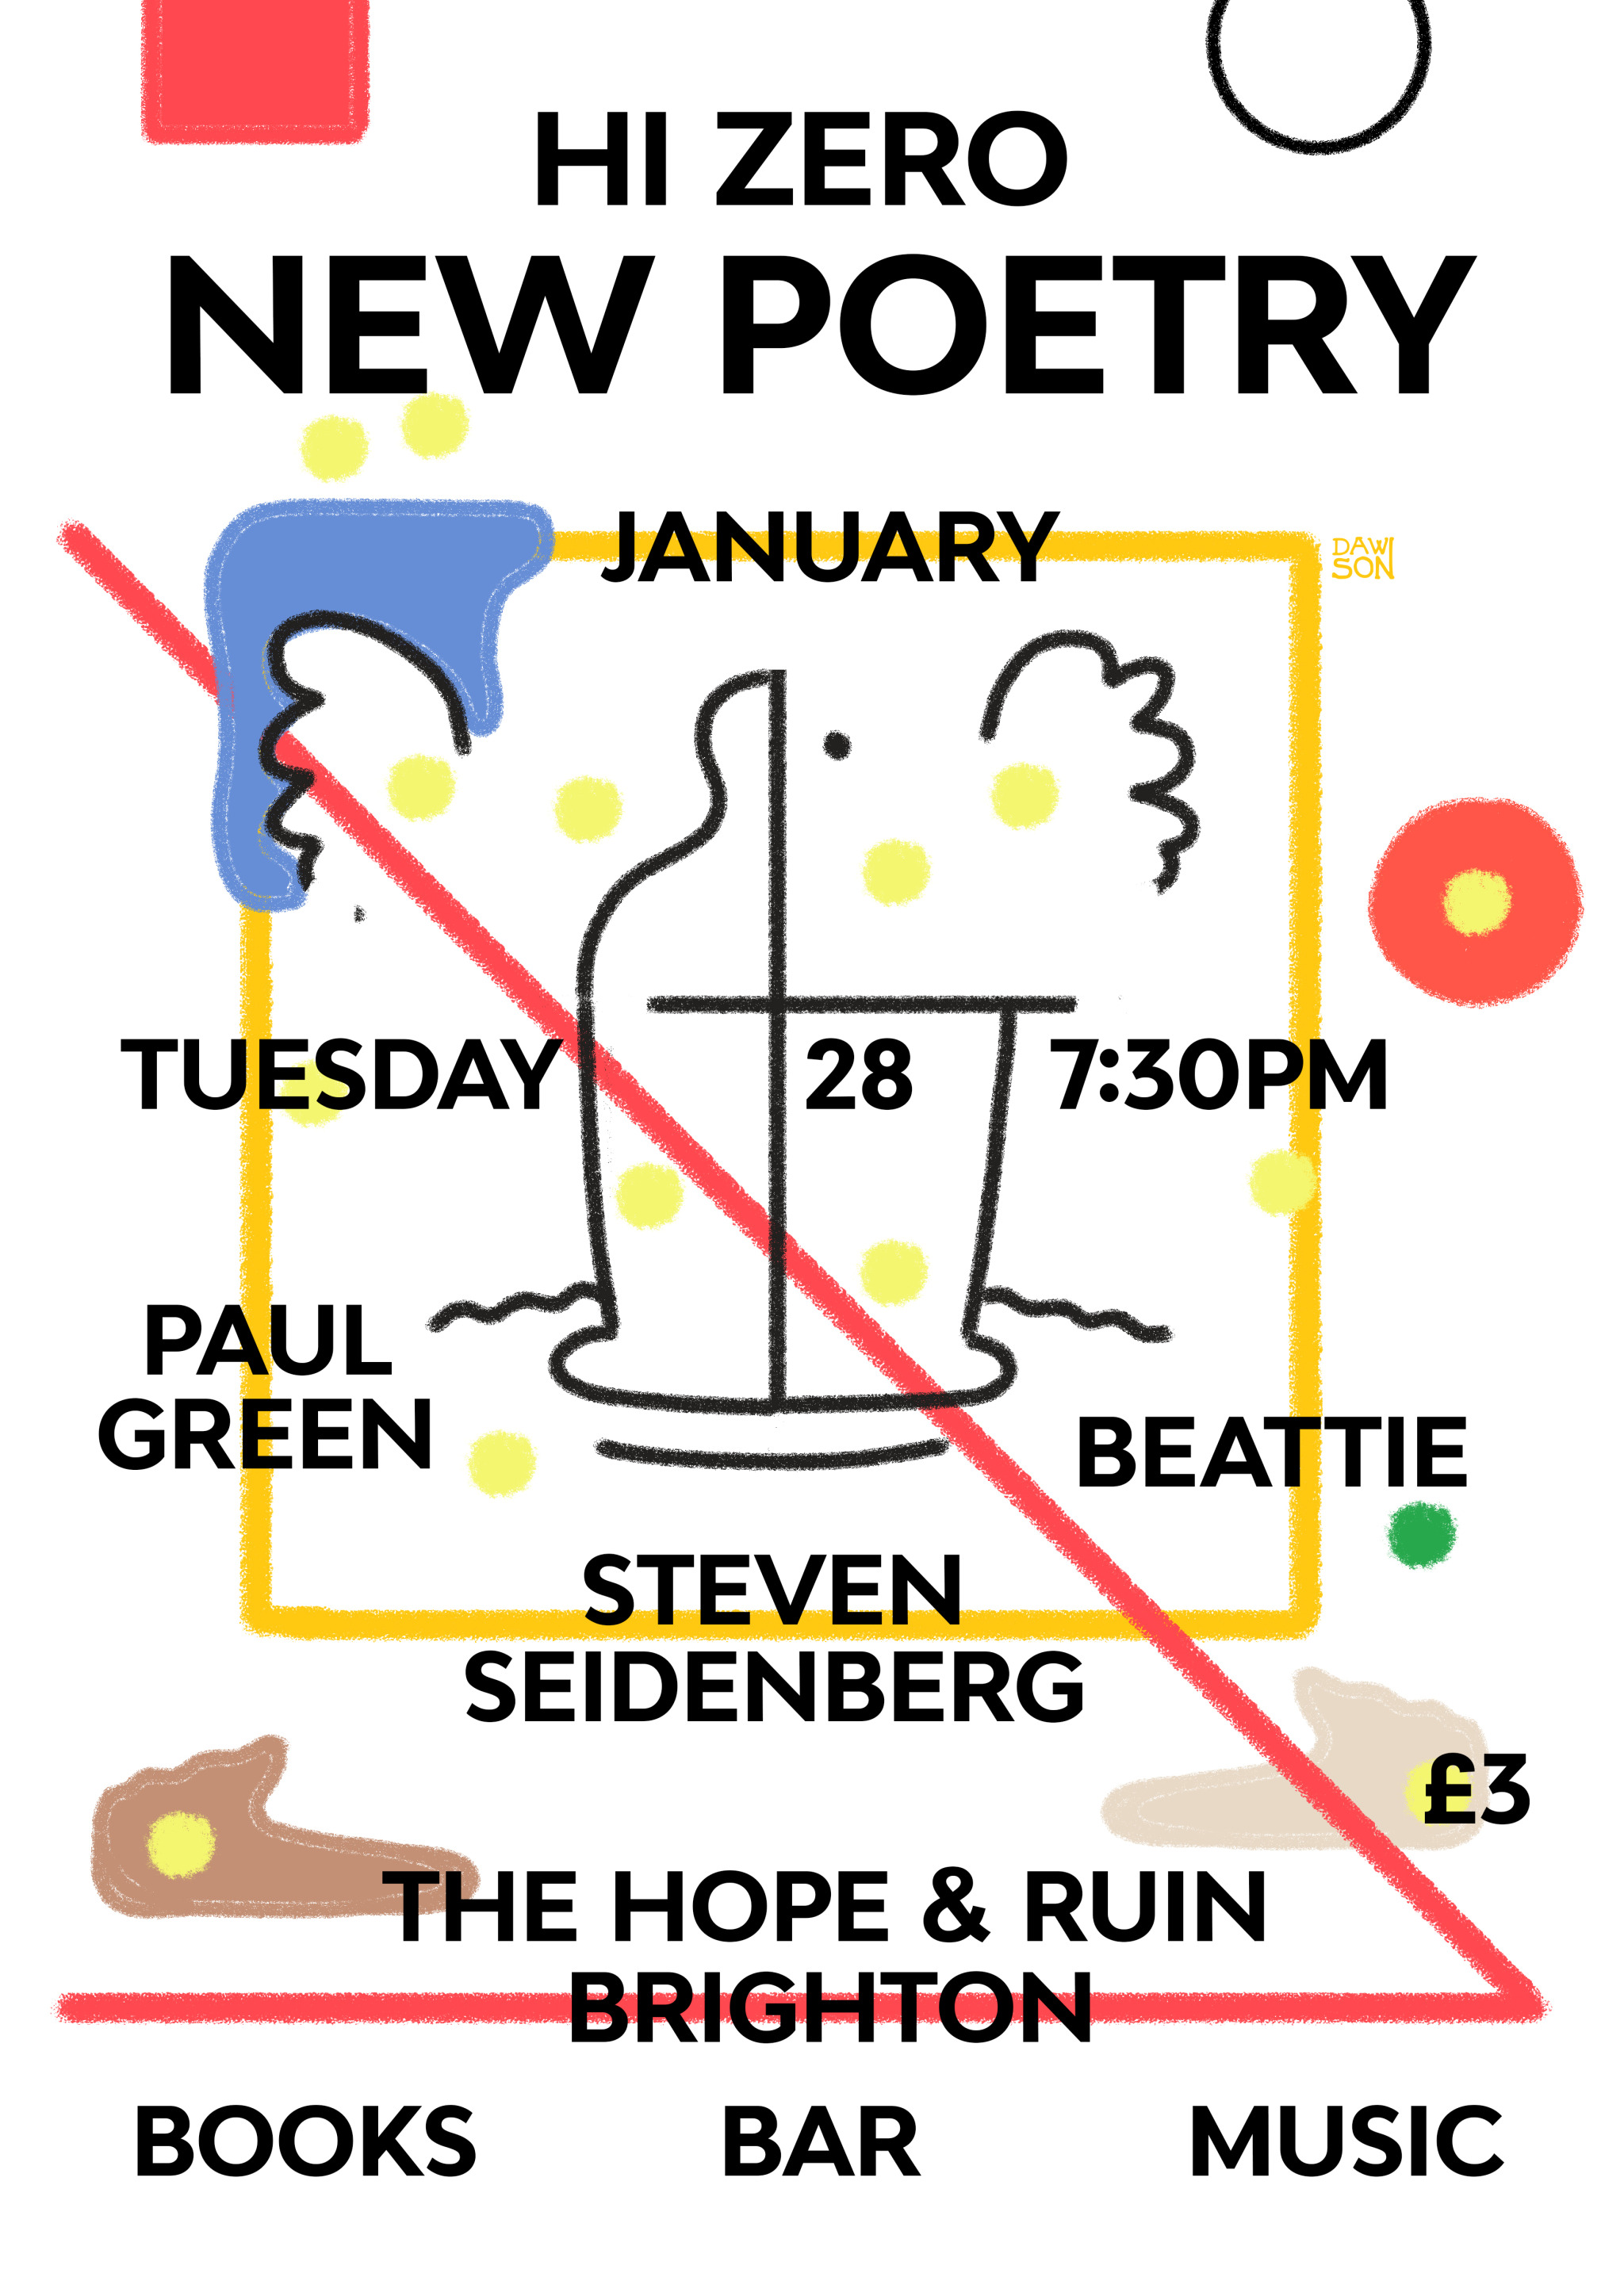 HI ZERO
NEW POETRY
JANUARY
DAW
SON
TUESDAY 28 7:30PM
PAUL
GREEN
BEATTIE
STEVEN
SEIDENBERG
£3
THE HOPE & RUIN
BRIGHTON
BOOKS BAR MUSIC